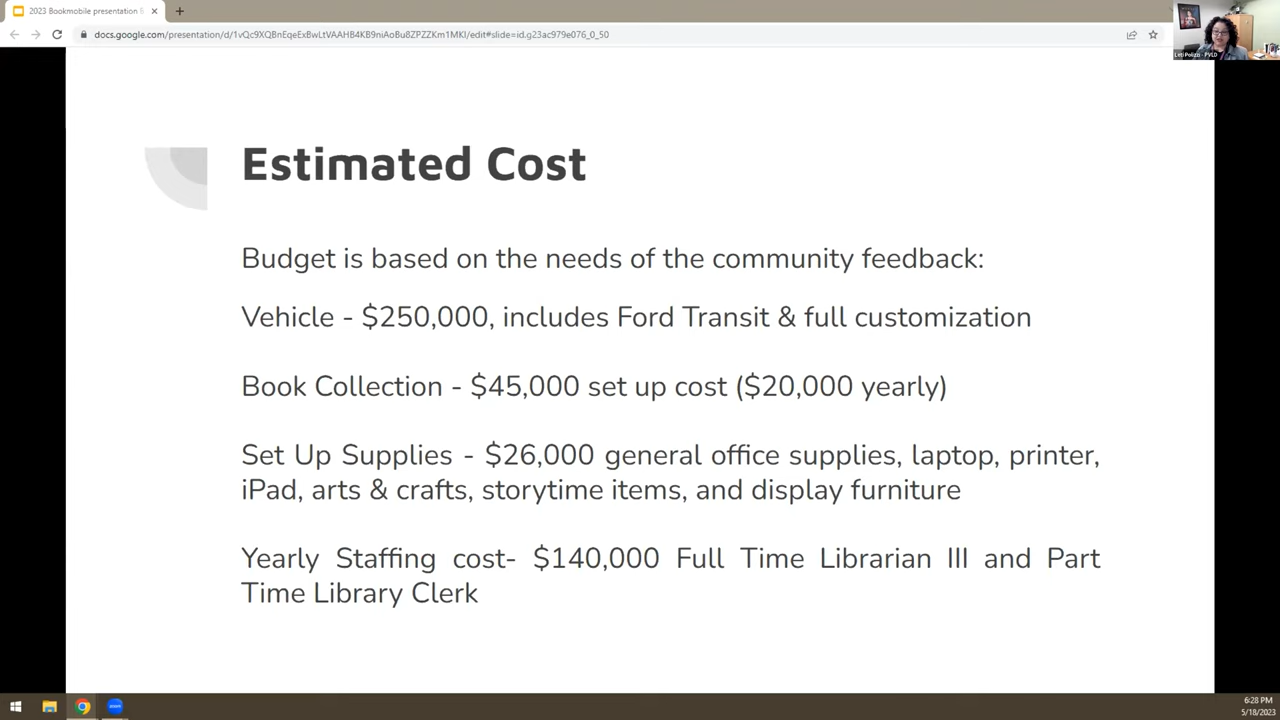 2023 Bookmobile presentation
docs.google.com/presentation/d/1vQc9XQBnEqeExBwLtVAAHB4KB9niAoBu8ZPZZKm1MKI/edit#slide=id.g23ac979e076_0_50
Leti Polizo - PVLD
Estimated Cost
Budget is based on the needs of the community feedback:
Vehicle - $250,000, includes Ford Transit & full customization
Book Collection - $45,000 set up cost ($20,000 yearly)
Set Up Supplies - $26,000 general office supplies, laptop, printer,
iPad, arts & crafts, storytime items, and display furniture
Yearly Staffing cost- $140,000 Full Time Librarian III and Part
Time Library Clerk
zoom
6:28 PM
5/18/2023